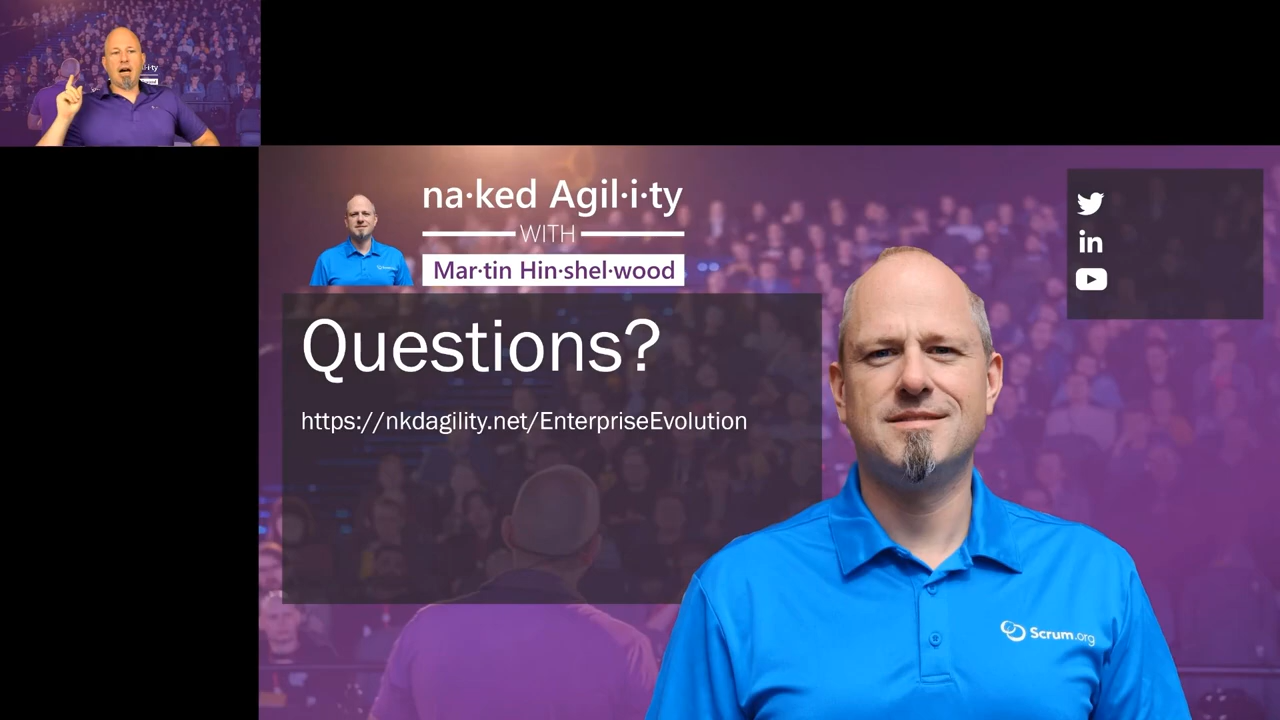 na·ked Agil·i·ty
WITH
Mar·tin Hin·shel·wood
Questions?
https://nkdagility.net/EnterpriseEvolution
in
Scrum.org